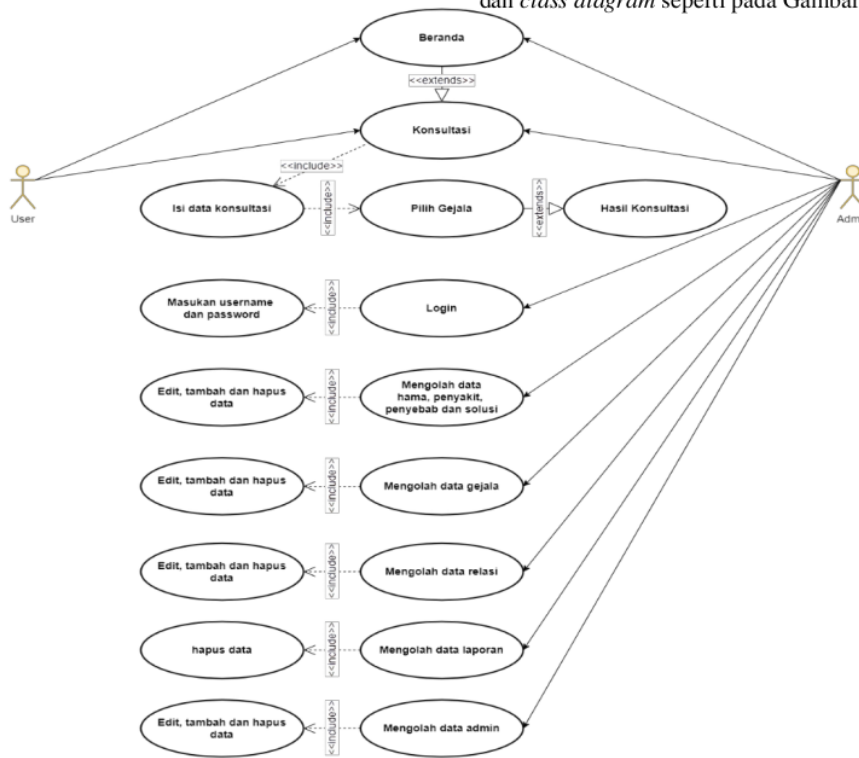 dan class diagram seperti pada Gambar
Beranda
<<extends>>
Konsultasi
<<include>>
User
Isi data konsultasi
<<include>>
Pilih Gejala
<<extends>>
Hasil Konsultasi
Adm
Masukan username
dan password
<<include>>
Login
Edit, tambah dan hapus
data
<<include>>
Mengolah data
hama, penyakit,
penyebab dan solusi
Edit, tambah dan hapus
data
<<include>>
Mengolah data gejala
Edit, tambah dan hapus
data
<<include>>
Mengolah data relasi
hapus data
<<include>>
Mengolah data laporan
Edit, tambah dan hapus
data
<<include>>
Mengolah data admin